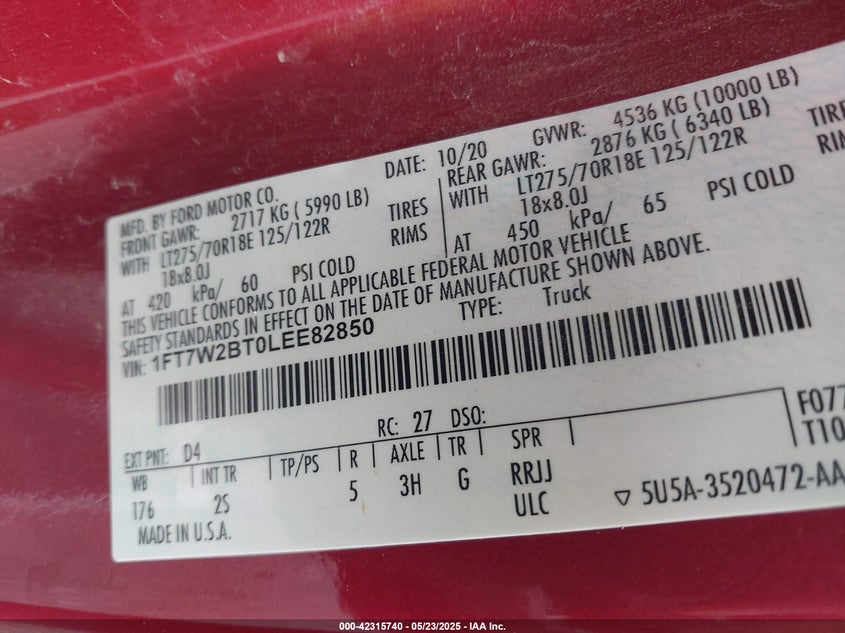 MFD. BY FORD MOTOR CO.
DATE: 10/20 GVWR: 4536 KG (10000 LB)
FRONT GAWR: 2717 KG ( 5990 LB) REAR GAWR: 2876 KG ( 6340 LB)
WITH LT275/70R18E 125/122R TIRES WITH LT275/70R18E 125/122R TIRES
18x8.0J RIMS 18x8.0J
AT 420 kPa/ 60 PSI COLD AT 450 kPa/ 65 PSI COLD
THIS VEHICLE CONFORMS TO ALL APPLICABLE FEDERAL MOTOR VEHICLE
SAFETY STANDARDS IN EFFECT ON THE DATE OF MANUFACTURE SHOWN ABOVE.
VIN: 1FT7W2BT0LEE82850 TYPE: Truck
EXT PNT: D4 RC: 27 DSO:
WB INT TR TP/PS R AXLE TR SPR
176 2S 5 3H G RRJJ
ULC
MADE IN U.S.A.
F077
T10
5U5A-3520472-AA
000-42315740 - 05/23/2025 - IAA Inc.